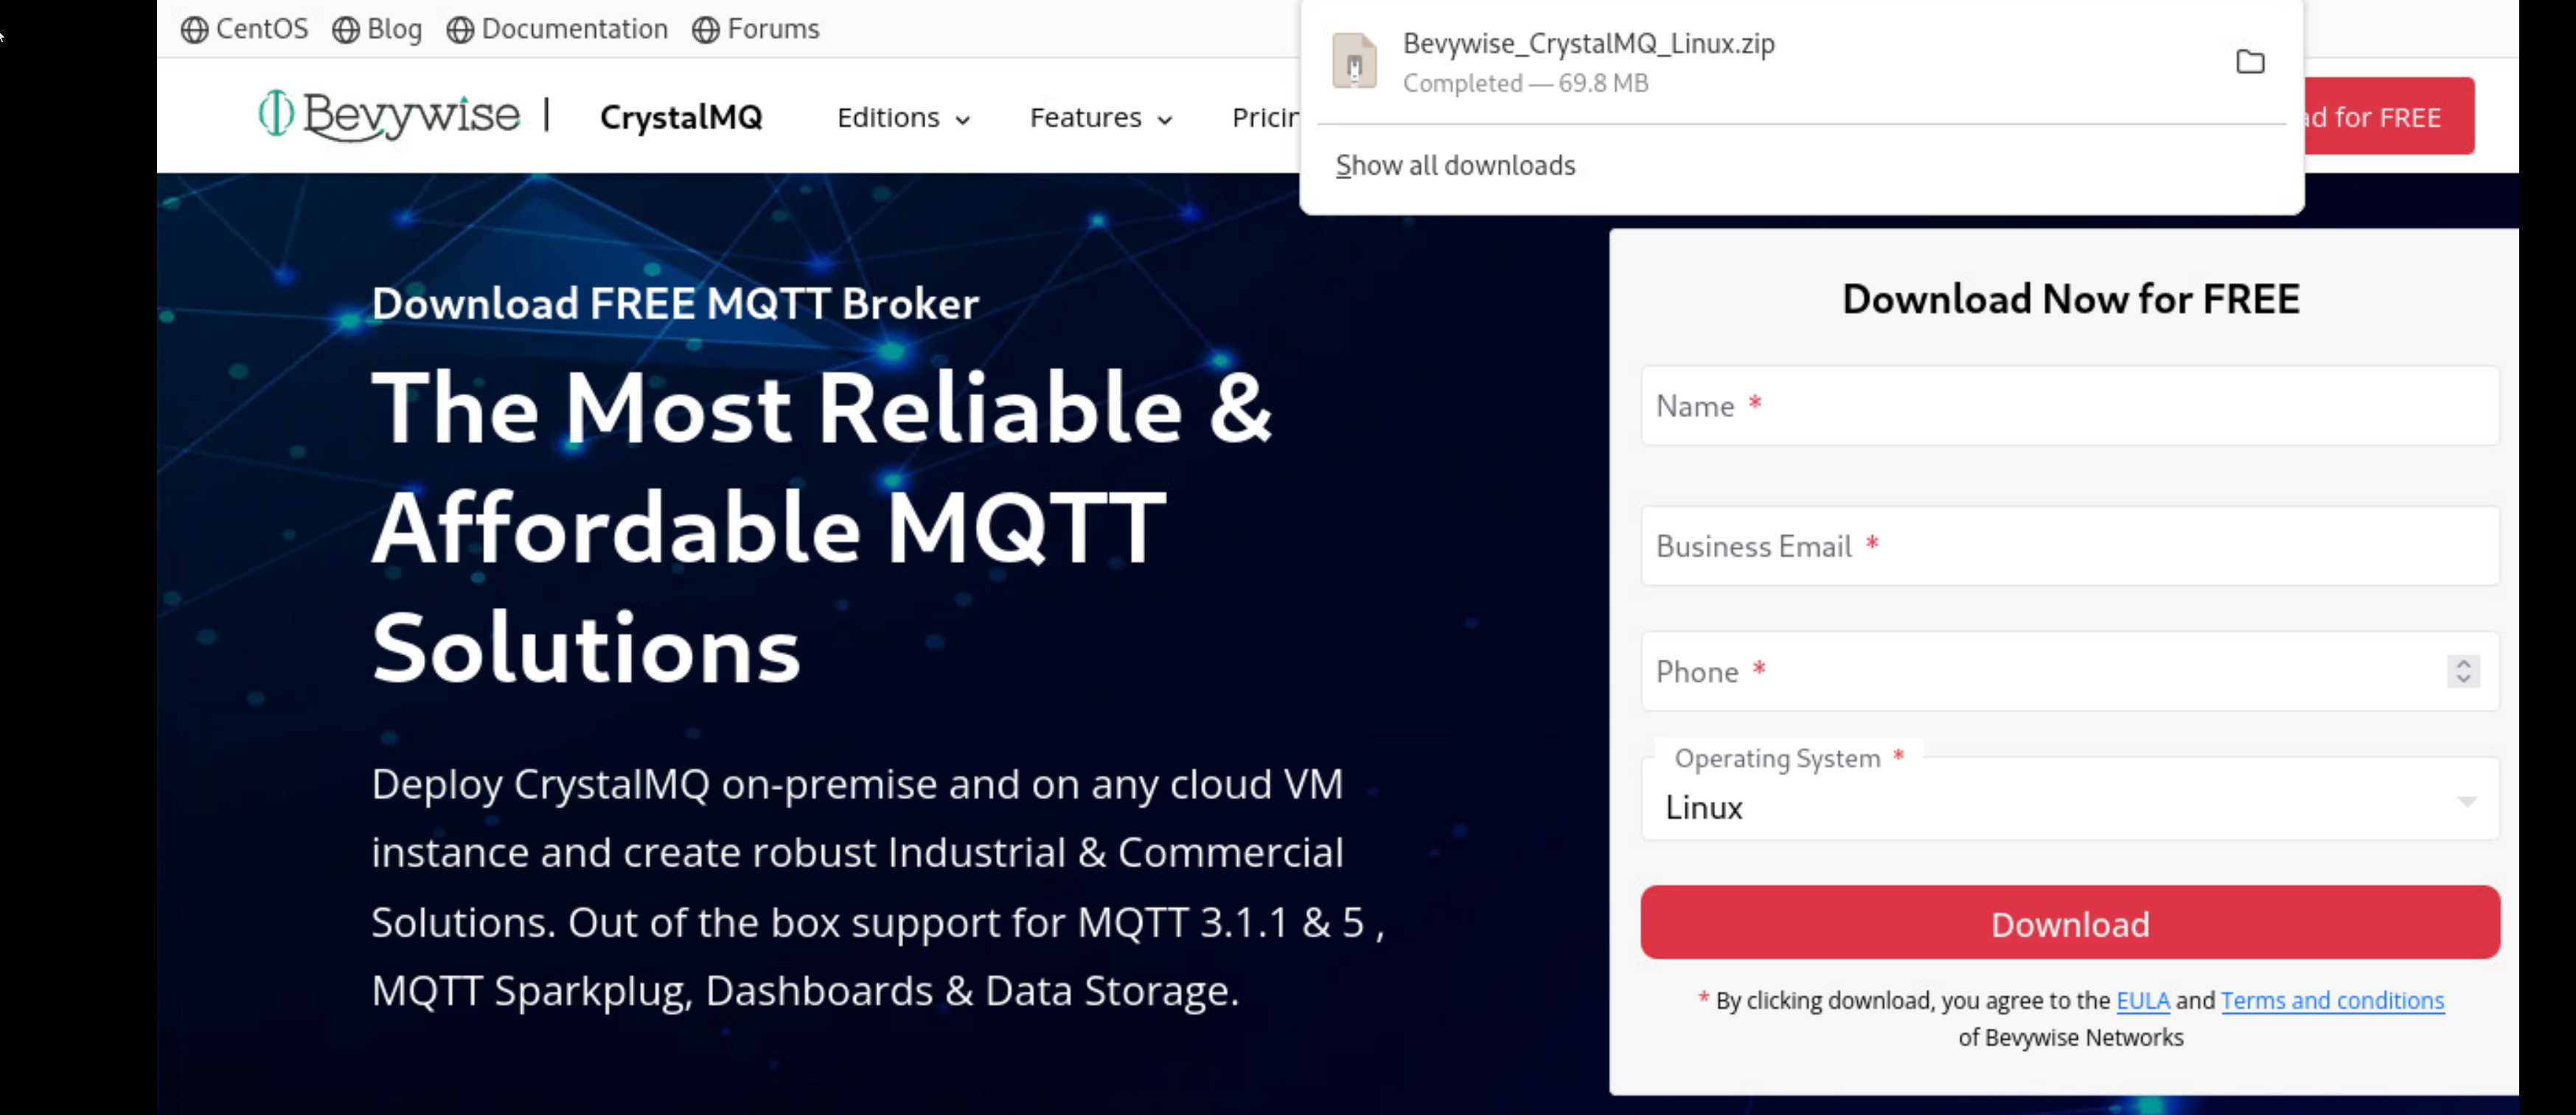 CentOS Blog Documentation Forums
Bevywise_CrystalMQ_Linux.zip
Completed — 69.8 MB
Show all downloads
Bevywise | CrystalMQ Editions Features
for FREE
Download FREE MQTT Broker
The Most Reliable &
Affordable MQTT
Solutions
Deploy CrystalMQ on-premise and on any cloud VM
instance and create robust Industrial & Commercial
Solutions. Out of the box support for MQTT 3.1.1 & 5 ,
MQTT Sparkplug, Dashboards & Data Storage.
Download Now for FREE
Name *
Business Email *
Phone *
Operating System *
Linux
Download
* By clicking download, you agree to the EULA and Terms and conditions
of Bevywise Networks